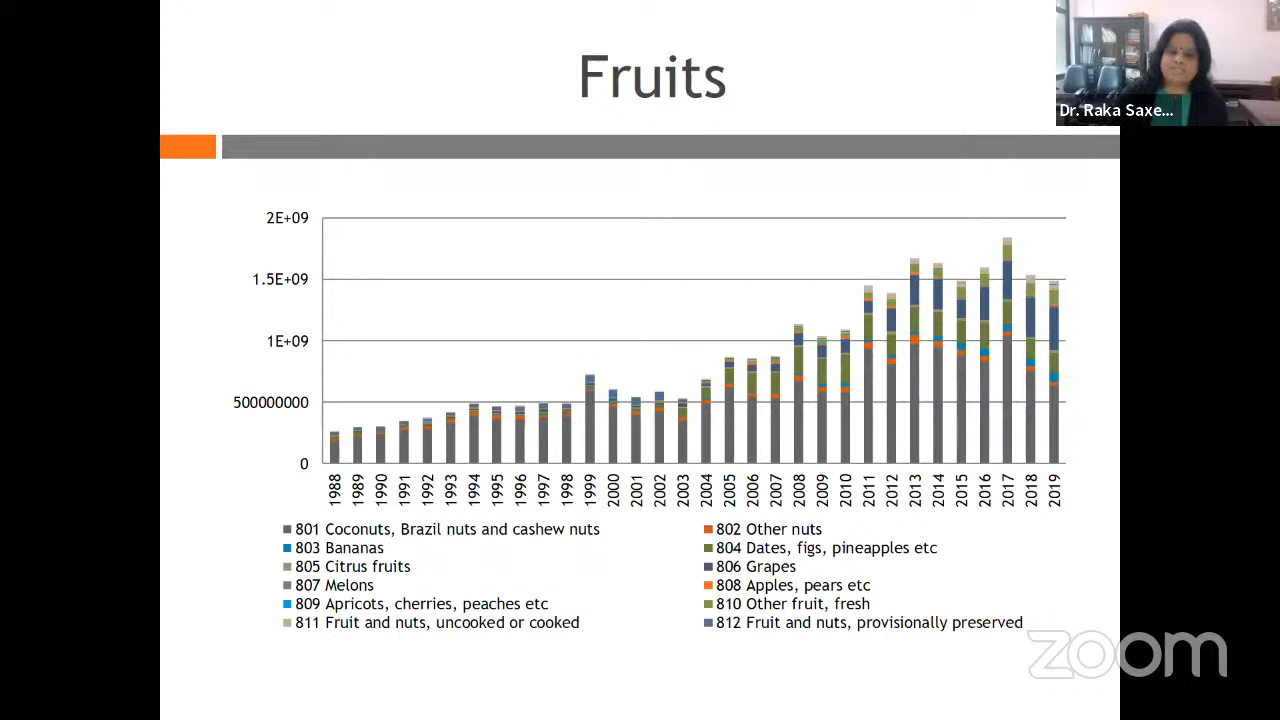 Fruits
Dr. Raka Saxe...
2E+09
1.5E+09
1E+09
500000000
0
1988 1989 1990 1991 1992 1993 1994 1995 1996 1997 1998 1999 2000 2001 2002 2003 2004 2005 2006 2007 2008 2009 2010 2011 2012 2013 2014 2015 2016 2017 2018 2019
801 Coconuts, Brazil nuts and cashew nuts
802 Other nuts
803 Bananas
804 Dates, figs, pineapples etc
805 Citrus fruits
806 Grapes
807 Melons
808 Apples, pears etc
809 Apricots, cherries, peaches etc
810 Other fruit, fresh
811 Fruit and nuts, uncooked or cooked
812 Fruit and nuts, provisionally preserved
zoom